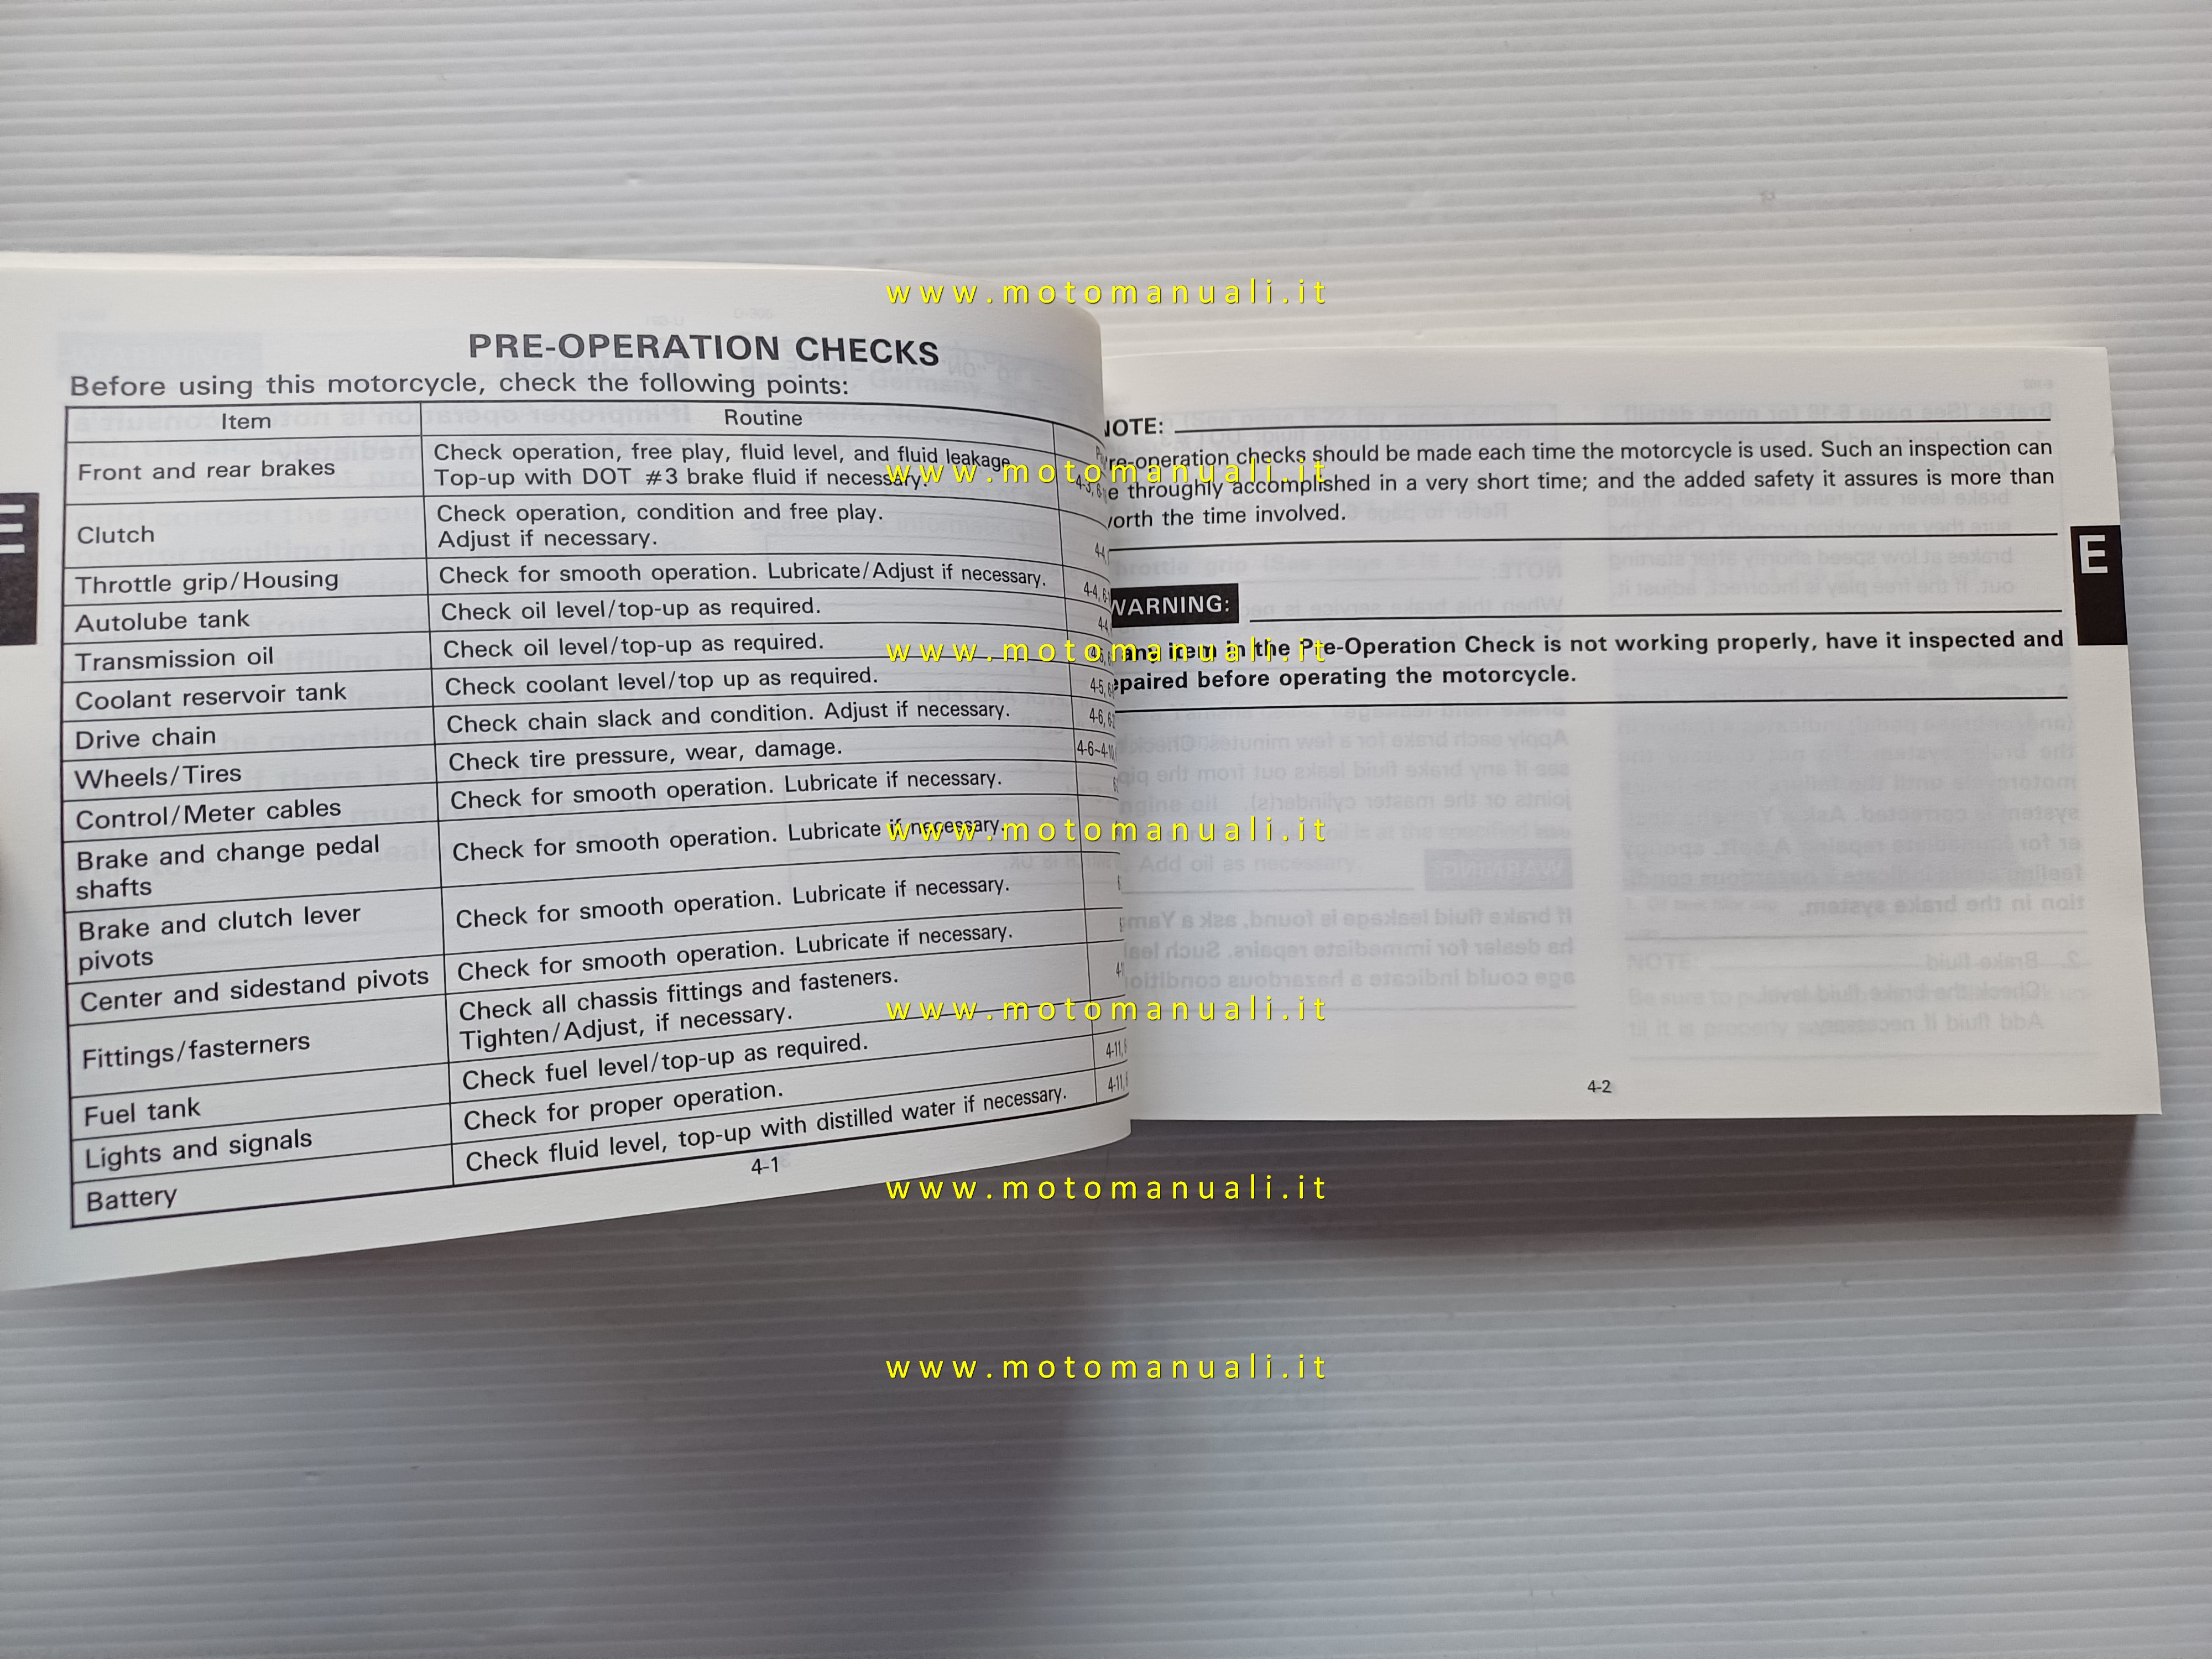 PRE-OPERATION CHECKS
Before using this motorcycle, check the following points:
Item Routine
Front and rear brakes Check operation, free play, fluid level, and fluid leakage.
Top-up with DOT #3 brake fluid if necessary.
Clutch Check operation, condition and free play.
Adjust if necessary.
Throttle grip/Housing Check for smooth operation. Lubricate/Adjust if necessary.
Autolube tank Check oil level/top-up as required.
Transmission oil Check oil level/top-up as required.
Coolant reservoir tank Check coolant level/top up as required.
Drive chain Check chain slack and condition. Adjust if necessary.
Wheels/Tires Check tire pressure, wear, damage.
Control/Meter cables Check for smooth operation. Lubricate if necessary.
Brake and change pedal
shafts Check for smooth operation. Lubricate if necessary.
Brake and clutch lever
pivots Check for smooth operation. Lubricate if necessary.
Center and sidestand pivots Check for smooth operation. Lubricate if necessary.
Fittings/fasterners Check all chassis fittings and fasteners.
Tighten/Adjust, if necessary.
Fuel tank Check fuel level/top-up as required.
Lights and signals Check for proper operation.
Battery Check fluid level, top-up with distilled water if necessary.
4-1
OTE:
re-operation checks should be made each time the motorcycle is used. Such an inspection can
e throughly accomplished in a very short time; and the added safety it assures is more than
orth the time involved.
WARNING:
any item in the Pre-Operation Check is not working properly, have it inspected and
paired before operating the motorcycle.
E
4-2
www.motomanuali.it
www.motomanuali.it
www.motomanuali.it
www.motomanuali.it
www.motomanuali.it
www.motomanuali.it
www.motomanuali.it